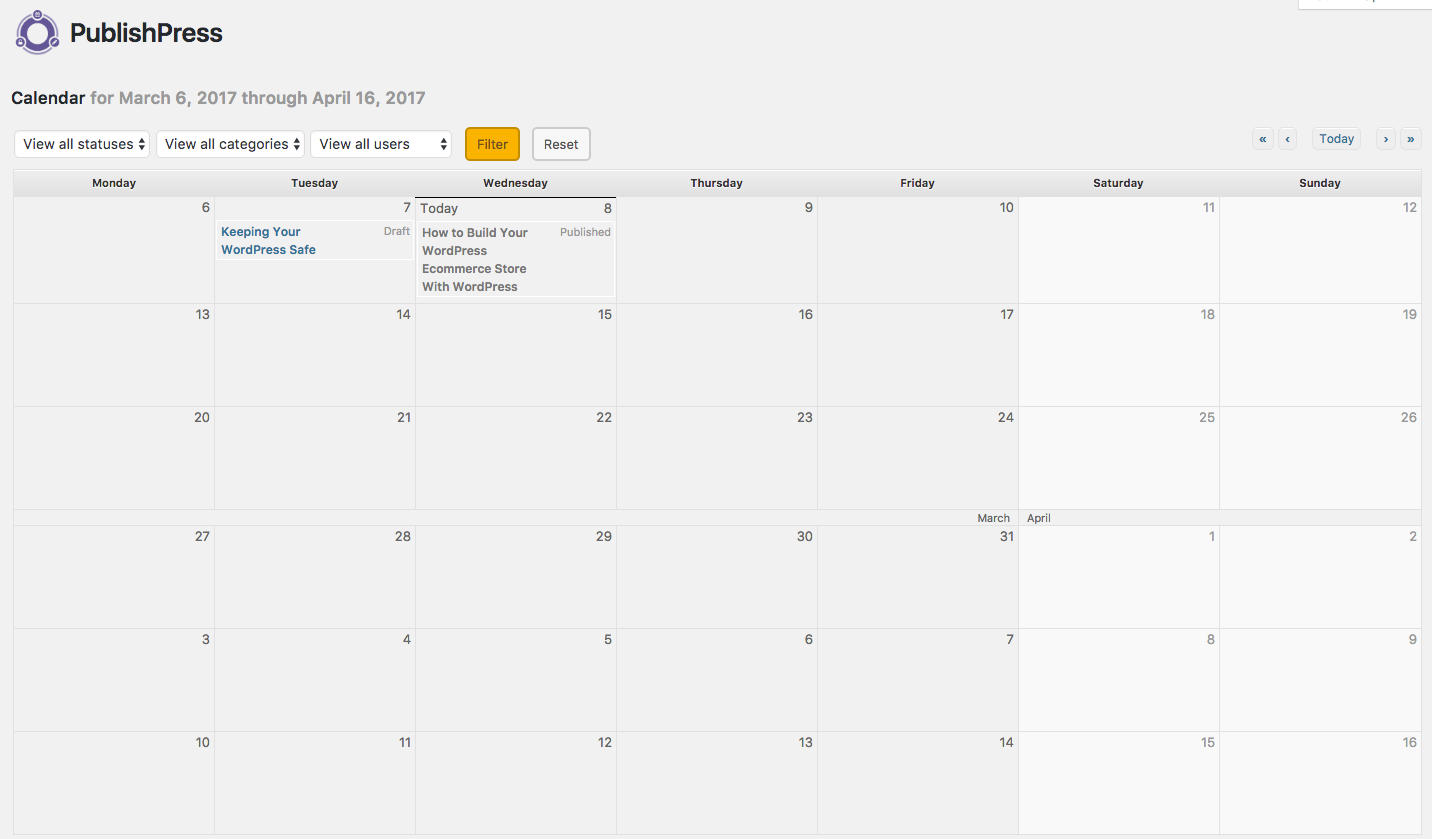 PublishPress
Calendar for March 6, 2017 through April 16, 2017
View all statuses View all categories View all users Filter Reset « ‹ Today › »
Monday Tuesday Wednesday Thursday Friday Saturday Sunday
6 7 Today 8 9 10 11 12
Keeping Your Draft How to Build Your Published
WordPress Safe WordPress
Ecommerce Store
With WordPress
13 14 15 16 17 18 19
20 21 22 23 24 25 26
March April
27 28 29 30 31 1 2
3 4 5 6 7 8 9
10 11 12 13 14 15 16